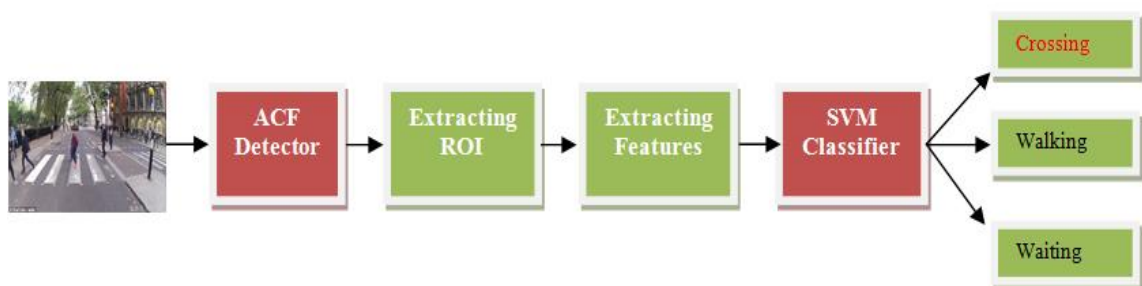 ACF
Detector
Extracting
ROI
Extracting
Features
SVM
Classifier
Crossing
Walking
Waiting